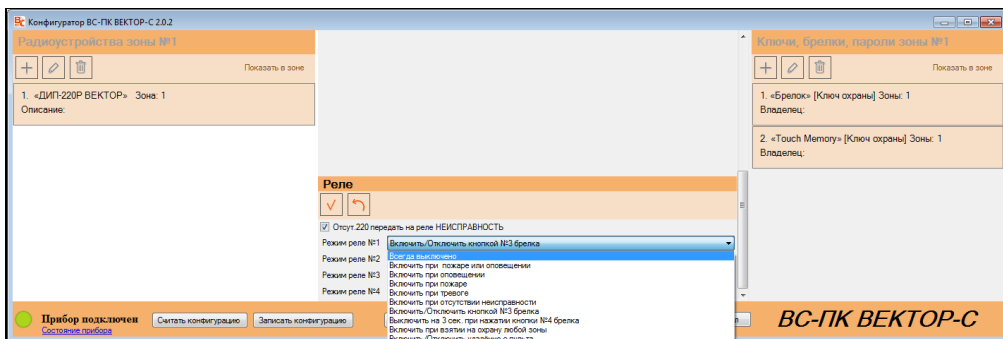 Конфигуратор ВС-ПК ВЕКТОР-С 2.0.2
Радиоустройства зоны №1
Показать в зоне
1. «ДИП-220Р ВЕКТОР» Зона: 1
Описание:
Реле
Отсут.220 передать на реле НЕИСПРАВНОСТЬ
Режим реле №1 Включить/Отключить кнопкой №3 брелка
Режим реле №2
Режим реле №3
Режим реле №4
Всегда выключено
Включить при пожаре или оповещении
Включить при оповещении
Включить при пожаре
Включить при тревоге
Включить при отсутствии неисправности
Включить/Отключить кнопкой №3 брелка
Выключить на 3 сек. при нажатии кнопки №4 брелка
Включить при взятии на охрану любой зоны
Включить/Отключить удалённо с пульта
Ключи, брелки, пароли зоны №1
Показать в зоне
1. «Брелок» [Ключ охраны] Зоны: 1
Владелец:
2. «Touch Memory» [Ключ охраны] Зоны: 1
Владелец:
Прибор подключен
Состояние прибора
Считать конфигурацию
Записать конфигурацию
ВС-ПК ВЕКТОР-С